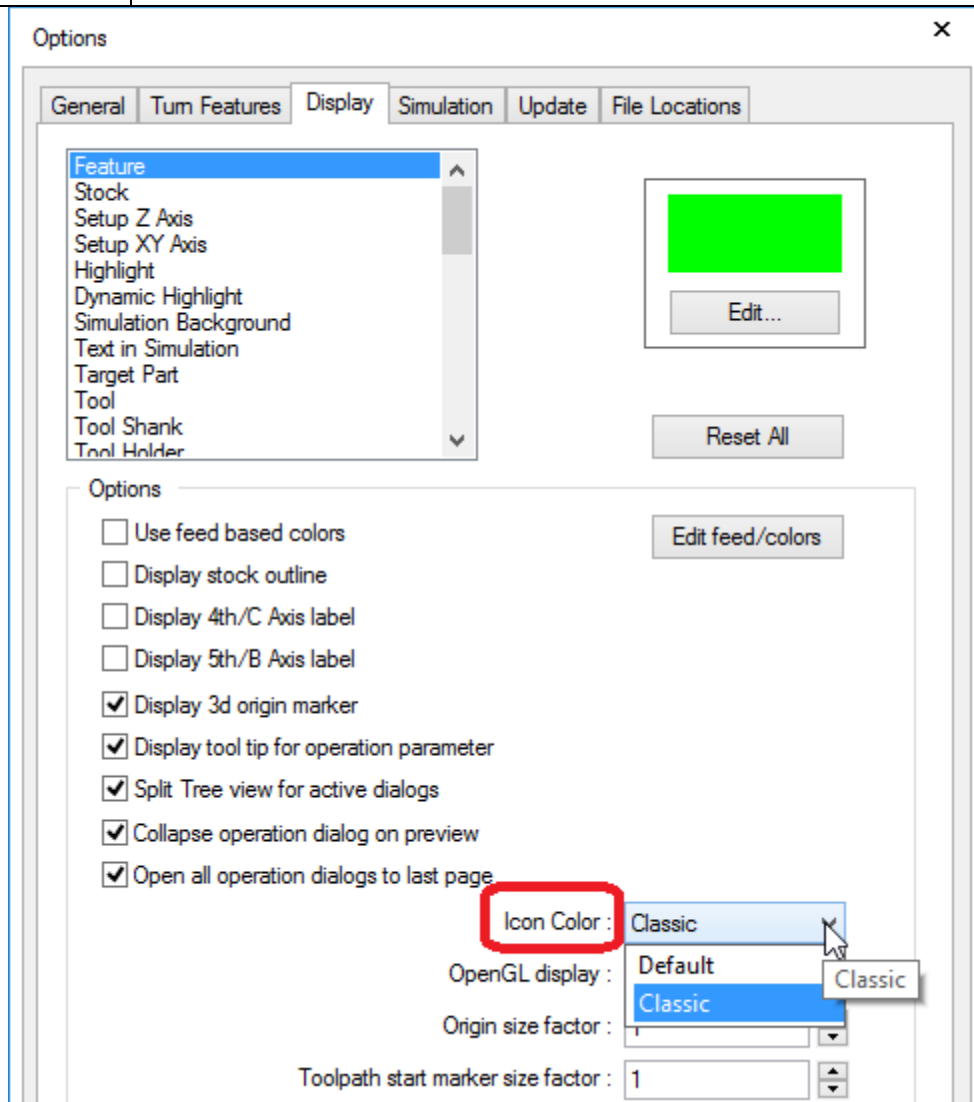 Options
General
Turn Features
Display
Simulation
Update
File Locations
Feature
Stock
Setup Z Axis
Setup XY Axis
Highlight
Dynamic Highlight
Simulation Background
Text in Simulation
Target Part
Tool
Tool Shank
Tool Holder
Edit...
Reset All
Options
Use feed based colors
Edit feed/colors
Display stock outline
Display 4th/C Axis label
Display 5th/B Axis label
Display 3d origin marker
Display tool tip for operation parameter
Split Tree view for active dialogs
Collapse operation dialog on preview
Open all operation dialogs to last page
Icon Color : Classic
OpenGL display :
Default
Classic
Classic
Origin size factor : 1
Toolpath start marker size factor : 1